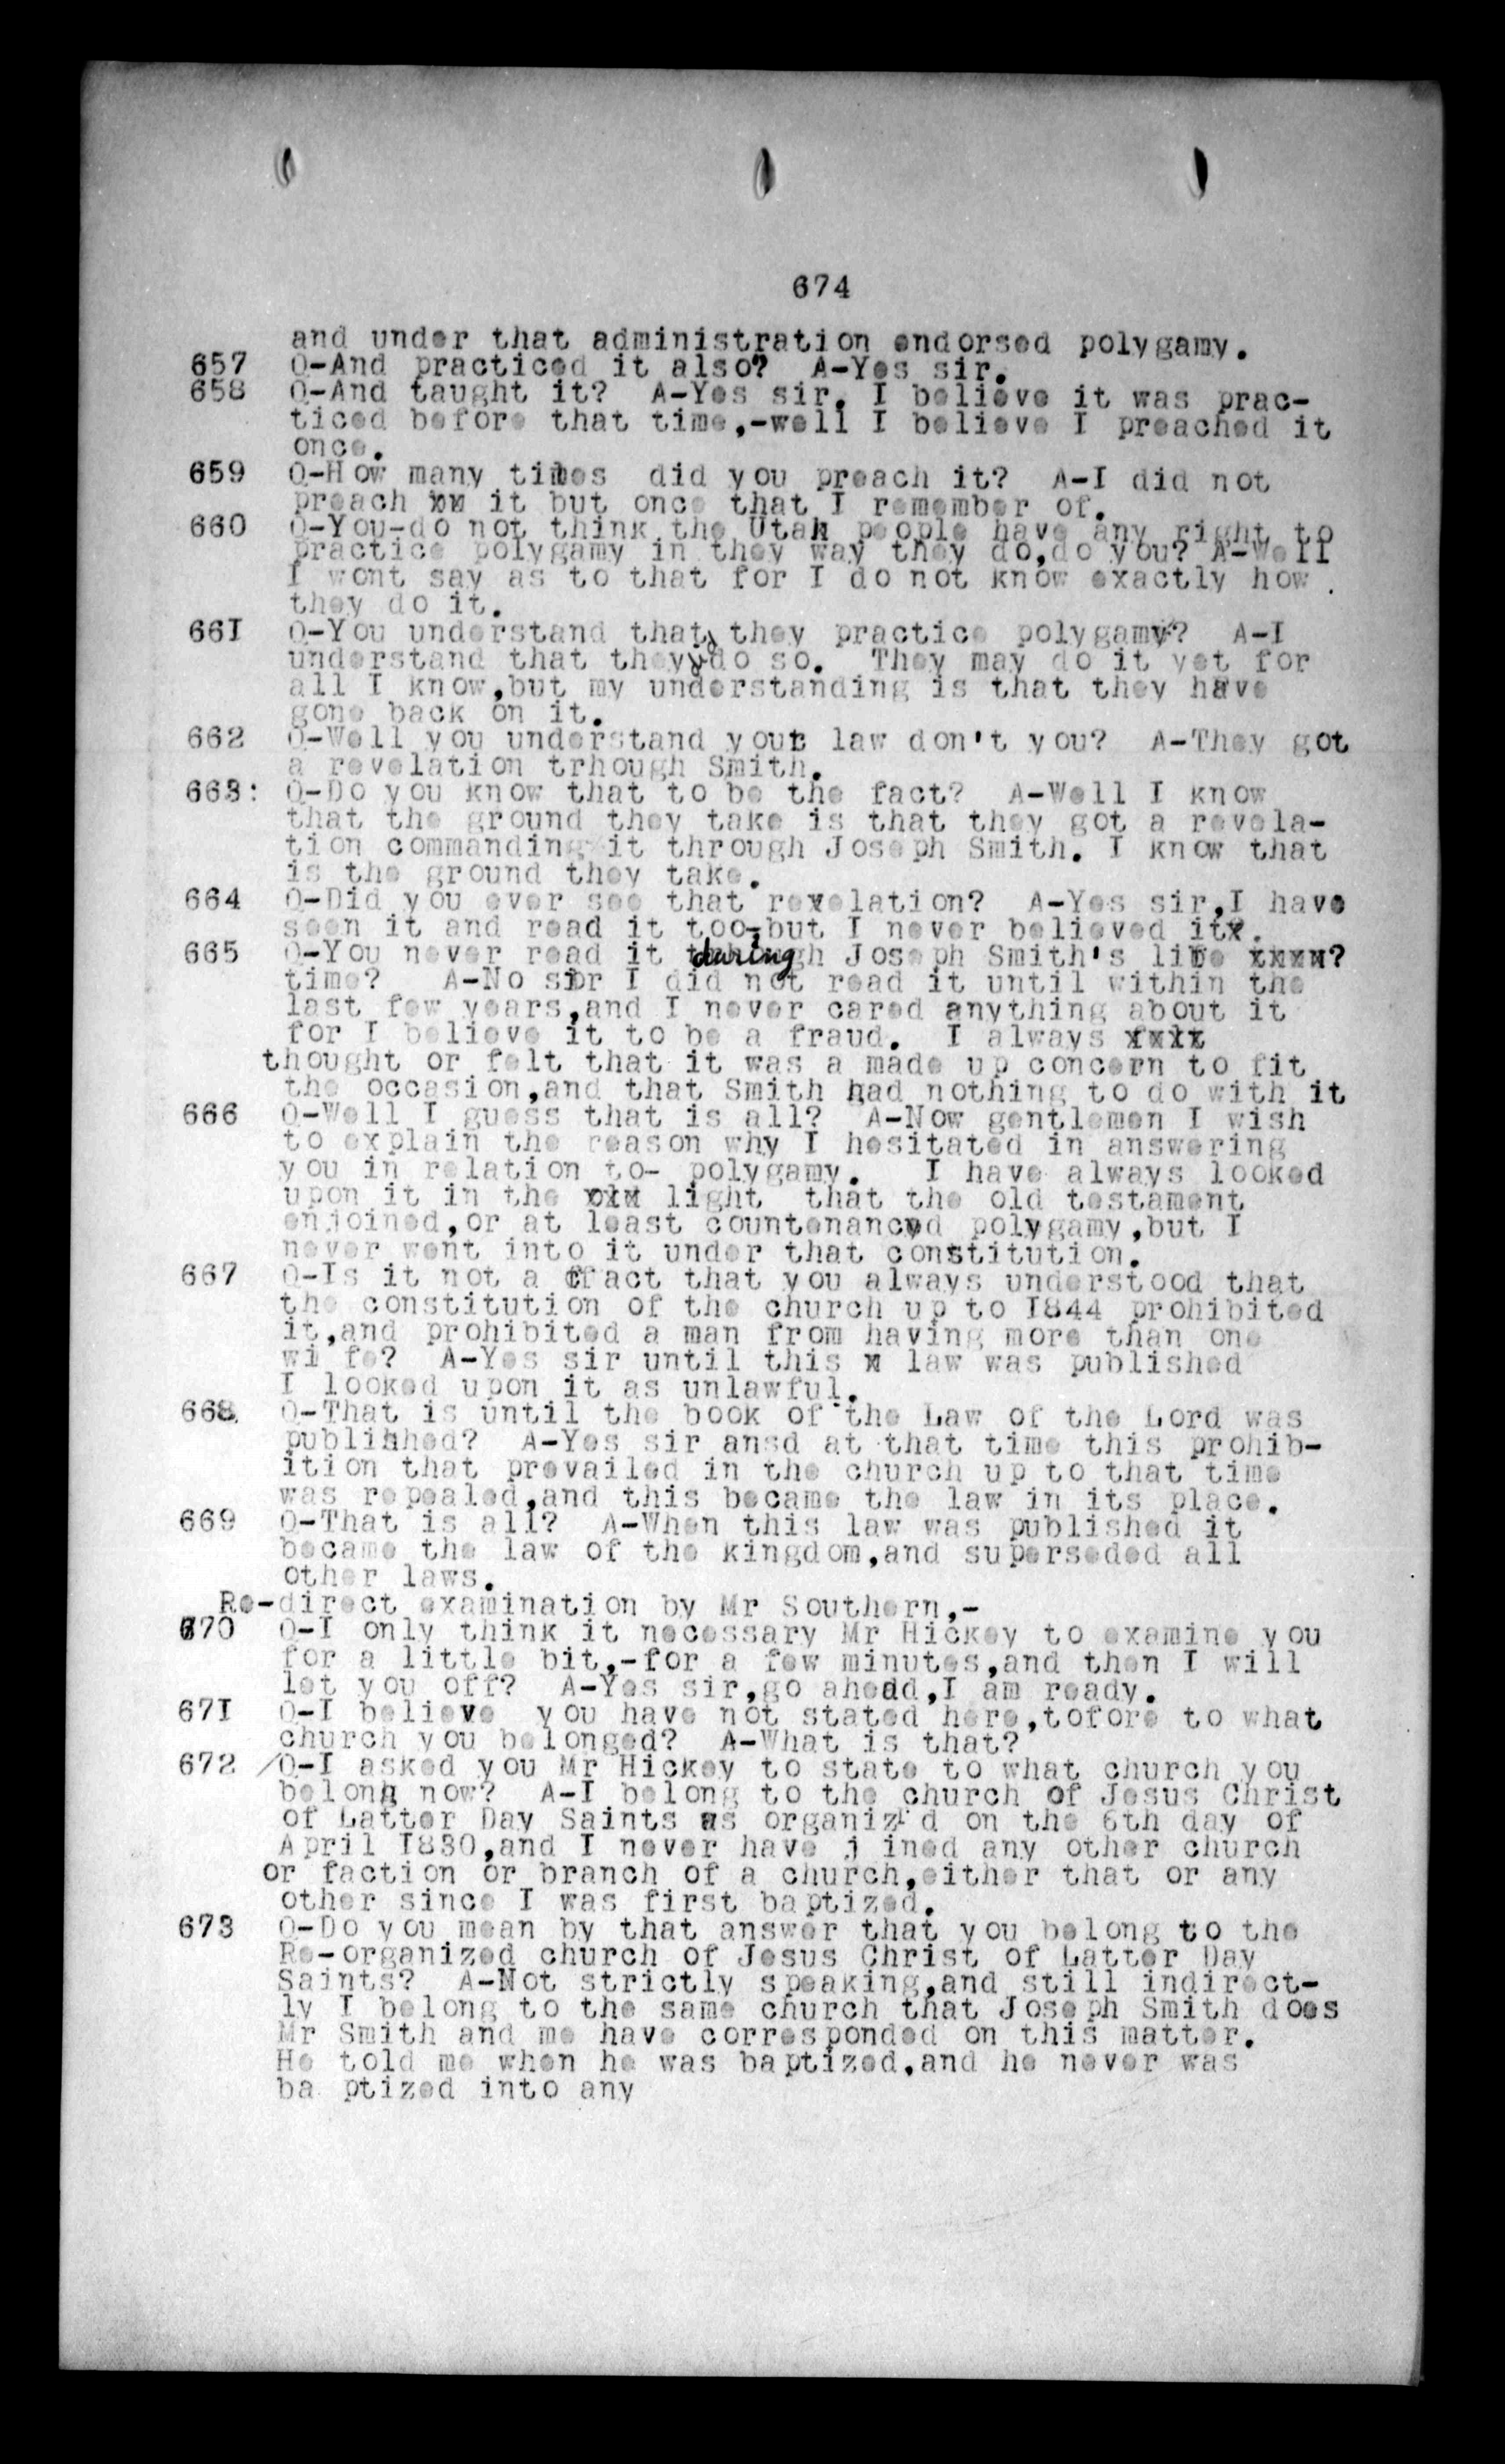 674
and under that administration endorsed polygamy.
657 Q-And practiced it also? A-Yes sir.
658 Q-And taught it? A-Yes sir. I believe it was prac-
ticed before that time,-well I believe I preached it
once.
659 Q-How many times did you preach it? A-I did not
preach xx it but once that I remember of.
660 Q-You-do not think the Utah people have any right to
practice polygamy in they way they do,do you? A-Well
I wont say as to that for I do not know exactly how
they do it.
661 Q-You understand that they practice polygamy? A-I
understand that they do so. They may do it yet for
all I know,but my understanding is that they have
gone back on it.
662 Q-Well you understand your law don't you? A-They got
a revelation trhough Smith.
663: Q-Do you know that to be the fact? A-Well I know
that the ground they take is that they got a revela-
tion commanding it through Joseph Smith. I know that
is the ground they take.
664 Q-Did you ever see that revelation? A-Yes sir,I have
seen it and read it too,-but I never believed itx.
665 Q-You never read it during Joseph Smith's life xxxx?
time? A-No sir I did not read it until within the
last few years,and I never cared anything about it
for I believe it to be a fraud. I always xxxx
thought or felt that it was a made up concern to fit
the occasion,and that Smith had nothing to do with it
666 Q-Well I guess that is all? A-Now gentlemen I wish
to explain the reason why I hesitated in answering
you in relation to- polygamy. I have always looked
upon it in the xxx light that the old testament
enjoined,or at least countenanced polygamy,but I
never went into it under that constitution.
667 Q-Is it not a fact that you always understood that
the constitution of the church up to 1844 prohibited
it,and prohibited a man from having more than one
wi fe? A-Yes sir until this x law was published
I looked upon it as unlawful.
668 Q-That is until the book of the Law of the Lord was
published? A-Yes sir ansd at that time this prohib-
ition that prevailed in the church up to that time
was repealed,and this became the law in its place.
669 Q-That is all? A-When this law was published it
became the law of the kingdom,and superseded all
other laws.
Re-direct examination by Mr Southern,-
670 Q-I only think it necessary Mr Hickey to examine you
for a little bit,-for a few minutes,and then I will
let you off? A-Yes sir,go ahead,I am ready.
671 Q-I believe you have not stated here,tofore to what
church you belonged? A-What is that?
672 /Q-I asked you Mr Hickey to state to what church you
belong now? A-I belong to the church of Jesus Christ
of Latter Day Saints as organiz'd on the 6th day of
April 1830,and I never have j ined any other church
or faction or branch of a church,either that or any
other since I was first baptized.
673 Q-Do you mean by that answer that you belong to the
Re-organized church of Jesus Christ of Latter Day
Saints? A-Not strictly speaking,and still indirect-
ly I belong to the same church that Joseph Smith does
Mr Smith and me have corresponded on this matter.
He told me when he was baptized,and he never was
ba ptized into any